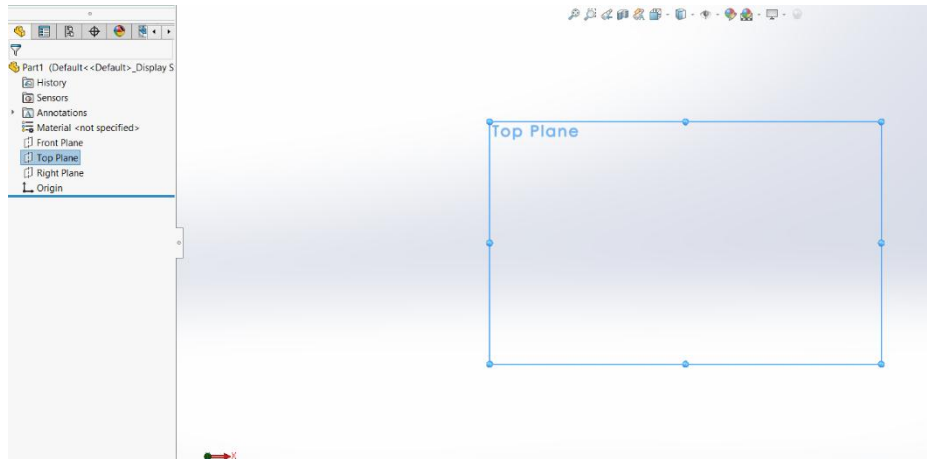 Part1 (Default<<Default>_Display S
History
Sensors
Annotations
Material <not specified>
Front Plane
Top Plane
Right Plane
Origin
Top Plane
X